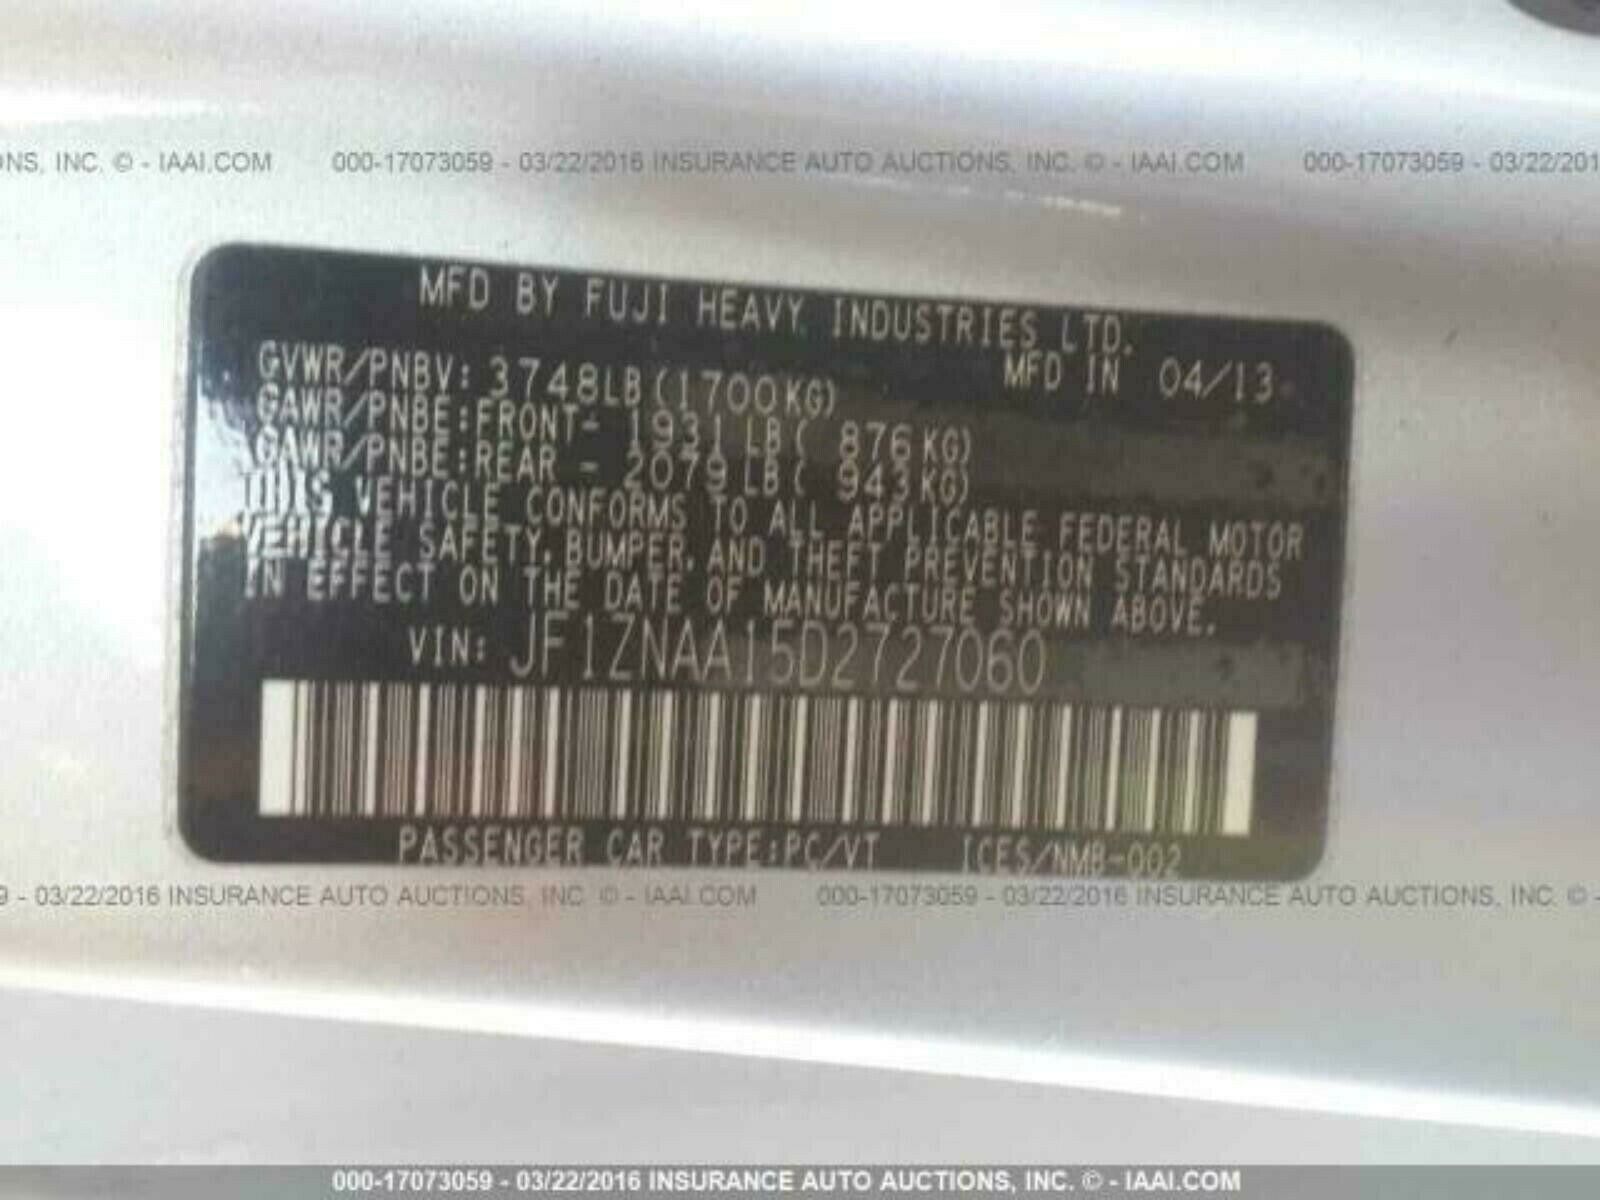 NS, INC. © - IAAI.COM 000-17073059 - 03/22/2016 INSURANCE AUTO AUCTIONS, INC. © - IAAI.COM 000-17073059 - 03/22/201
MFD BY FUJI HEAVY INDUSTRIES LTD.
GVWR/PNBV: 3748LB (1700KG) MFD IN 04/13
GAWR/PNBE:FRONT- 1931 LB( 876KG)
GAWR/PNBE:REAR - 2079 LB( 943KG)
THIS VEHICLE CONFORMS TO ALL APPLICABLE FEDERAL MOTOR
VEHICLE SAFETY, BUMPER, AND THEFT PREVENTION STANDARDS
IN EFFECT ON THE DATE OF MANUFACTURE SHOWN ABOVE.
VIN: JF1ZNAA15D2727060
PASSENGER CAR TYPE:PC/VT ICES/NMB-002
9 - 03/22/2016 INSURANCE AUTO AUCTIONS, INC. © - IAAI.COM 000-17073059 - 03/22/2016 INSURANCE AUTO AUCTIONS, INC. © -
000-17073059 - 03/22/2016 INSURANCE AUTO AUCTIONS, INC. © - IAAI.COM